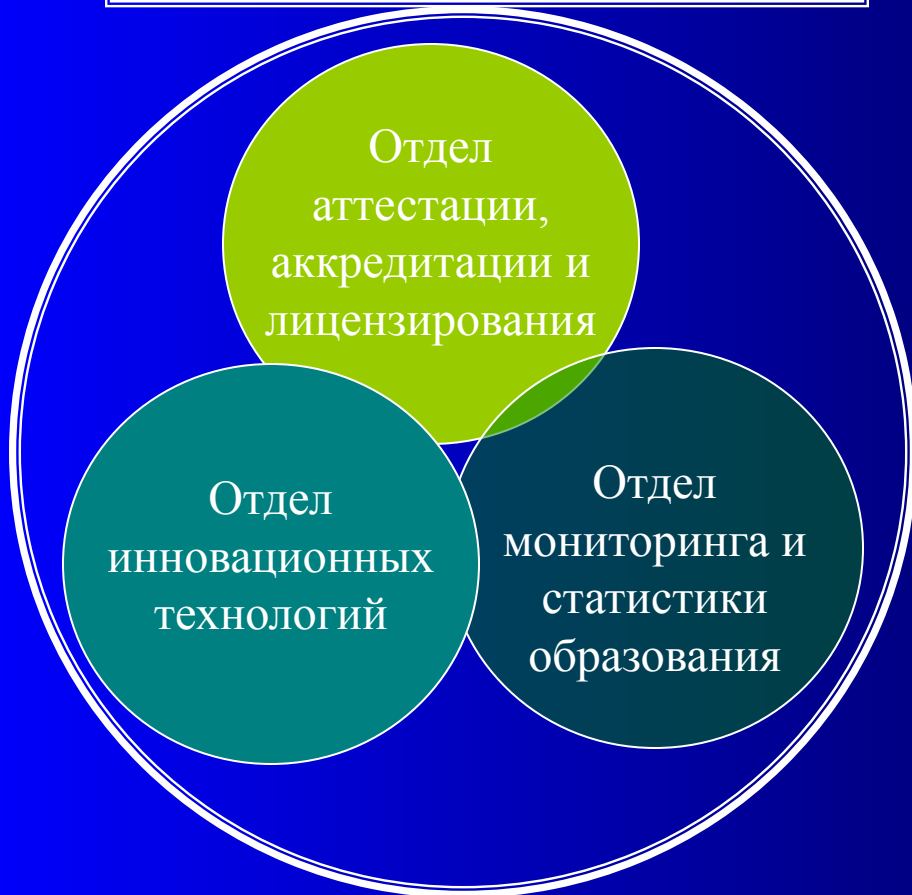 Отдел
аттестации,
аккредитации и
лицензирования
Отдел
инновационных
технологий
Отдел
мониторинга и
статистики
образования